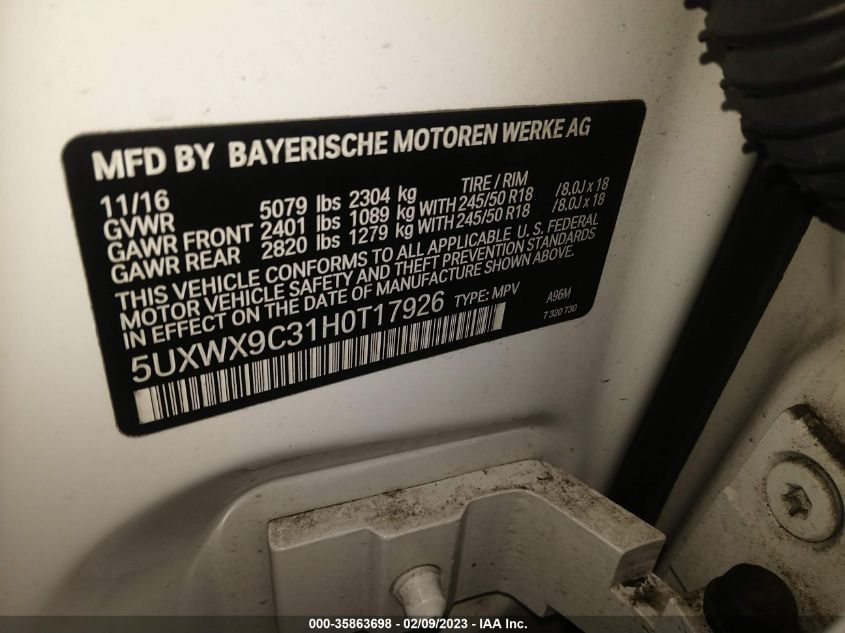 MFD BY BAYERISCHE MOTOREN WERKE AG
11/16 TIRE / RIM
GVWR 5079 lbs 2304 kg
GAWR FRONT 2401 lbs 1089 kg WITH 245/50 R18 /8.0J x 18
GAWR REAR 2820 lbs 1279 kg WITH 245/50 R18 /8.0J x 18
THIS VEHICLE CONFORMS TO ALL APPLICABLE U. S. FEDERAL
MOTOR VEHICLE SAFETY AND THEFT PREVENTION STANDARDS
IN EFFECT ON THE DATE OF MANUFACTURE SHOWN ABOVE.
5UXWX9C31H0T17926 TYPE: MPV A96M
7 320 730
000-35863698 - 02/09/2023 - IAA Inc.